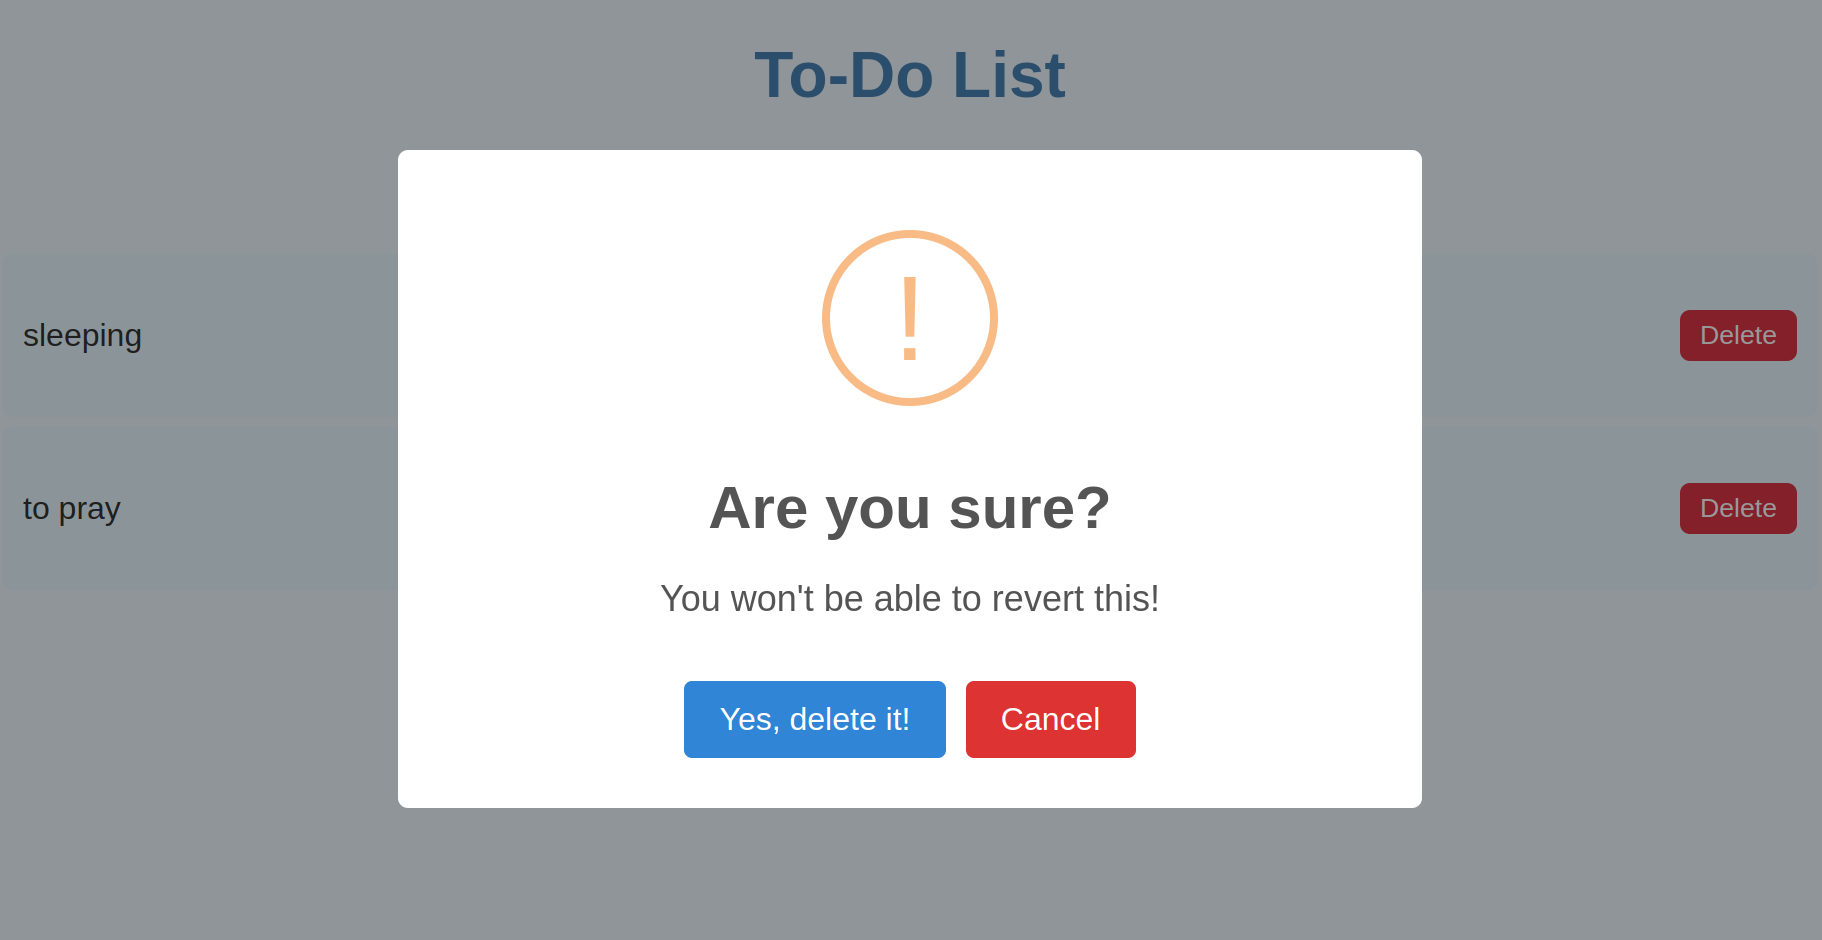 To-Do List
sleeping
Delete
to pray
Delete
!
Are you sure?
You won't be able to revert this!
Yes, delete it!
Cancel